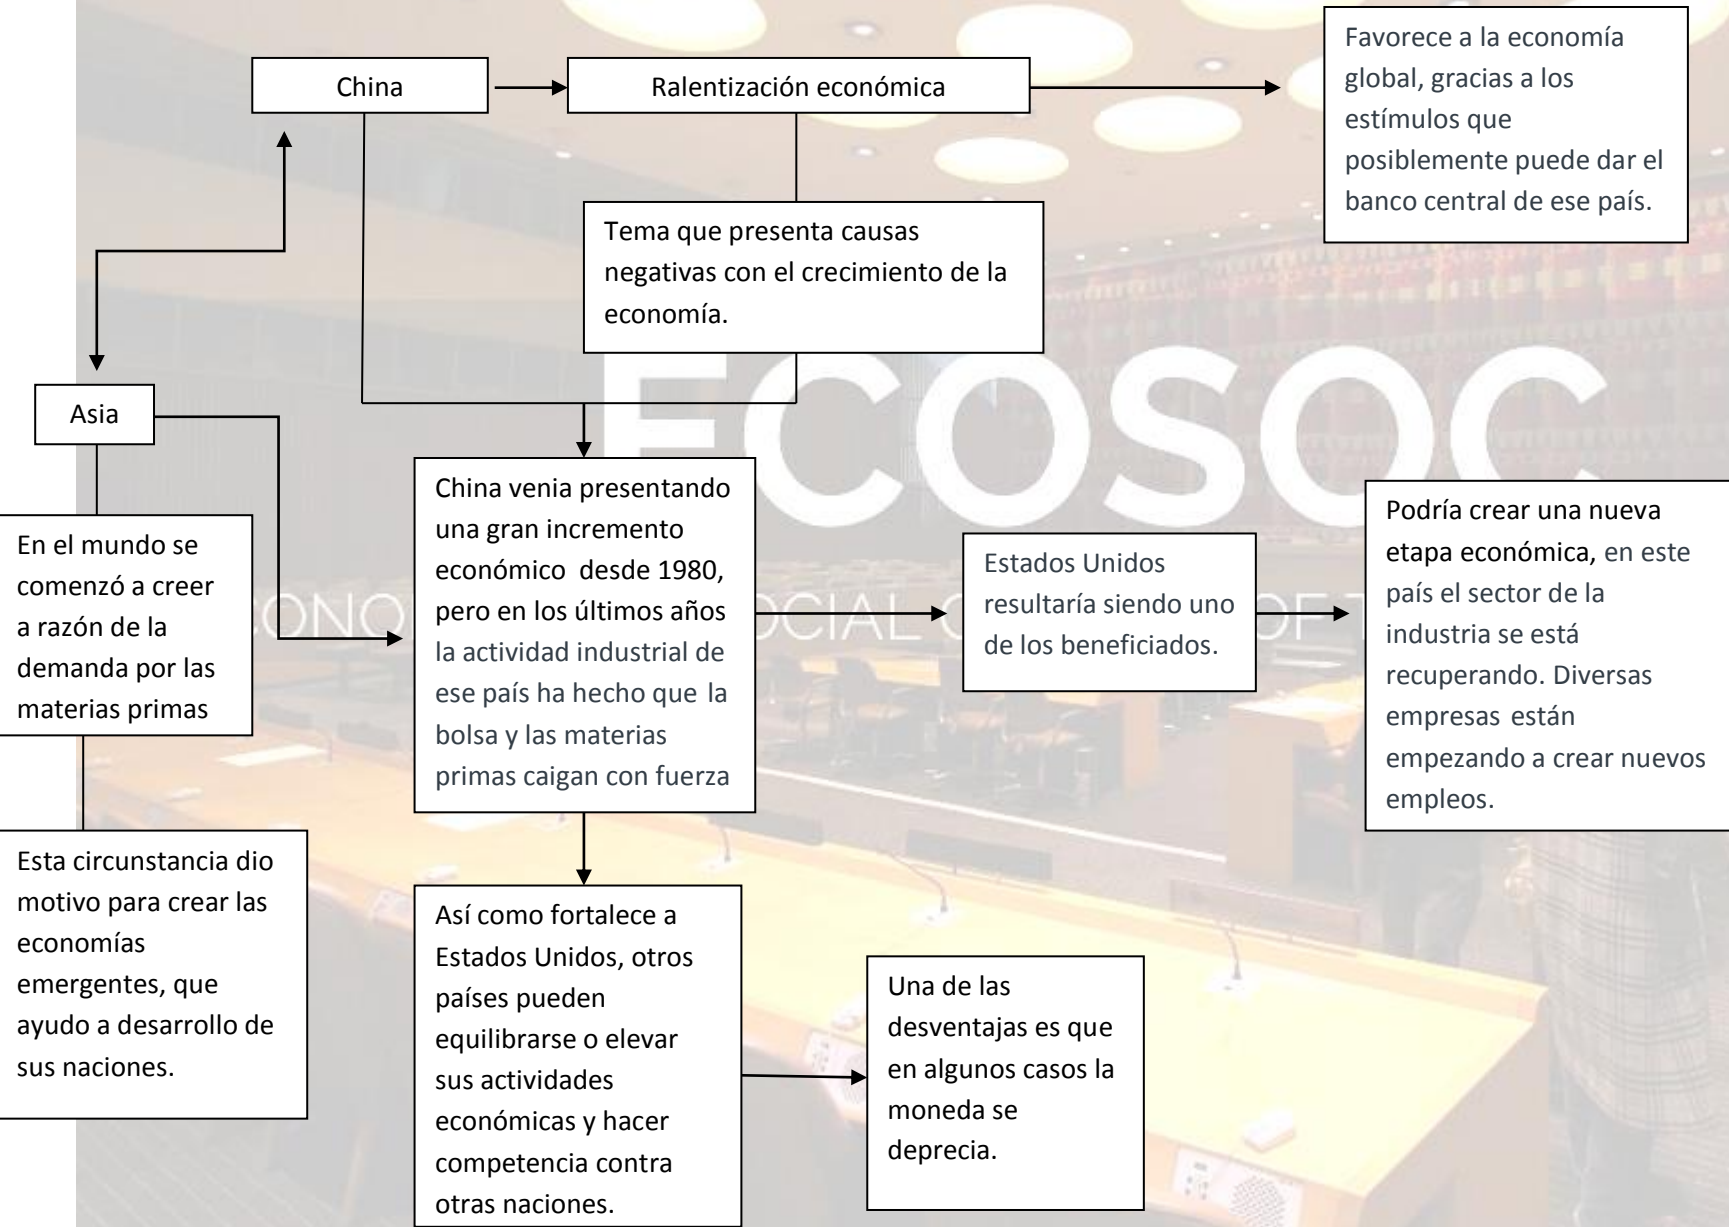 China
Ralentización económica
Favorece a la economía
global, gracias a los
estímulos que
posiblemente puede dar el
banco central de ese país.
Tema que presenta causas
negativas con el crecimiento de la
economía.
ECOSOC
Asia
En el mundo se
comenzó a creer
a razón de la
demanda por las
materias primas
China venia presentando
una gran incremento
económico desde 1980,
pero en los últimos años
la actividad industrial de
ese país ha hecho que la
bolsa y las materias
primas caigan con fuerza
Estados Unidos
resultaría siendo uno
de los beneficiados.
Podría crear una nueva
etapa económica, en este
país el sector de la
industria se está
recuperando. Diversas
empresas están
empezando a crear nuevos
empleos.
Esta circunstancia dio
motivo para crear las
economías
emergentes, que
ayudo a desarrollo de
sus naciones.
Así como fortalece a
Estados Unidos, otros
países pueden
equilibrarse o elevar
sus actividades
económicas y hacer
competencia contra
otras naciones.
Una de las
desventajas es que
en algunos casos la
moneda se
deprecia.